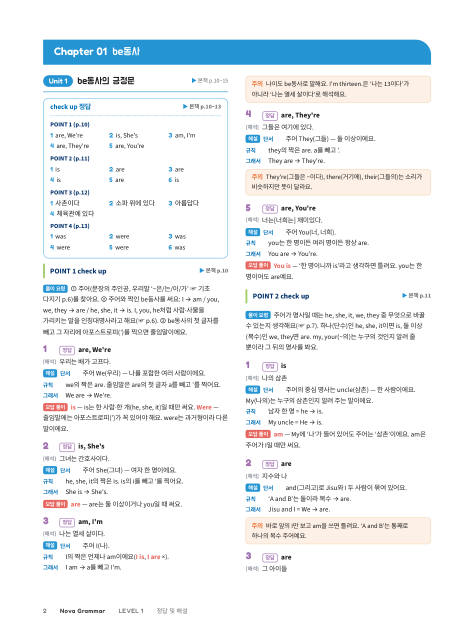 Chapter 01 be동사
Unit 1 be동사의 긍정문 ▶ 본책 p.10~15
check up 정답 ▶ 본책 p.10~13
POINT 1 (p.10)
1 are, We're 2 is, She's 3 am, I'm
4 are, They're 5 are, You're
POINT 2 (p.11)
1 is 2 are 3 are
4 is 5 are 6 is
POINT 3 (p.12)
1 사촌이다 2 소파 위에 있다 3 아름답다
4 체육관에 있다
POINT 4 (p.13)
1 was 2 were 3 was
4 were 5 were 6 was
POINT 1 check up ▶ 본책 p.10
풀이 요령 ① 주어(문장의 주인공, 우리말 '~은/는/이/가' ☞ 기초
다지기 p.6)를 찾아요. ② 주어와 짝인 be동사를 써요: I → am / you,
we, they → are / he, she, it → is. I, you, he처럼 사람·사물을
가리키는 말을 인칭대명사라고 해요(☞ p.6). ③ be동사의 첫 글자를
빼고 그 자리에 아포스트로피(')를 찍으면 줄임말이에요.
1 정답 are, We're
[해석] 우리는 배가 고프다.
해설 단서 주어 We(우리) — 나를 포함한 여러 사람이에요.
규칙 we의 짝은 are. 줄임말은 are의 첫 글자 a를 빼고 '를 찍어요.
그래서 We are → We're.
오답 풀이 is — is는 한 사람·한 개(he, she, it)일 때만 써요. Were —
줄임말에는 아포스트로피(')가 꼭 있어야 해요. were는 과거형이라 다른
말이에요.
2 정답 is, She's
[해석] 그녀는 간호사이다.
해설 단서 주어 She(그녀) — 여자 한 명이에요.
규칙 he, she, it의 짝은 is. is의 i를 빼고 '를 찍어요.
그래서 She is → She's.
오답 풀이 are — are는 둘 이상이거나 you일 때 써요.
3 정답 am, I'm
[해석] 나는 열세 살이다.
해설 단서 주어 I(나).
규칙 I의 짝은 언제나 am이에요(I is, I are ×).
그래서 I am → a를 빼고 I'm.
주의 나이도 be동사로 말해요. I'm thirteen.은 '나는 13이다'가
아니라 '나는 열세 살이다'로 해석해요.
4 정답 are, They're
[해석] 그들은 여기에 있다.
해설 단서 주어 They(그들) — 둘 이상이에요.
규칙 they의 짝은 are. a를 빼고 '.
그래서 They are → They're.
주의 They're(그들은 ~이다), there(거기에), their(그들의)는 소리가
비슷하지만 뜻이 달라요.
5 정답 are, You're
해설 단서 주어 You(너, 너희).
규칙 you는 한 명이든 여러 명이든 항상 are.
그래서 You are → You're.
오답 풀이 You is — '한 명이니까 is'라고 생각하면 틀려요. you는 한
명이어도 are예요.
POINT 2 check up ▶ 본책 p.11
풀이 요령 주어가 명사일 때는 he, she, it, we, they 중 무엇으로 바꿀
수 있는지 생각해요(☞ p.7). 하나(단수)인 he, she, it이면 is, 둘 이상
(복수)인 we, they면 are. my, your(~의)는 누구의 것인지 알려 줄
뿐이라 그 뒤의 명사를 봐요.
1 정답 is
[해석] 나의 삼촌
해설 단서 주어의 중심 명사는 uncle(삼촌) — 한 사람이에요.
My(나의)는 누구의 삼촌인지 알려 주는 말이에요.
규칙 남자 한 명 = he → is.
그래서 My uncle = He → is.
오답 풀이 am — My에 '나'가 들어 있어도 주어는 '삼촌'이에요. am은
주어가 I일 때만 써요.
2 정답 are
[해석] 지수와 나
해설 단서 and(그리고)로 Jisu와 I 두 사람이 묶여 있어요.
규칙 'A and B'는 둘이라 복수 → are.
그래서 Jisu and I = We → are.
주의 바로 앞의 I만 보고 am을 쓰면 틀려요. 'A and B'는 통째로
하나의 복수 주어예요.
3 정답 are
[해석] 그 아이들
2 Nova Grammar LEVEL 1 정답 및 해설